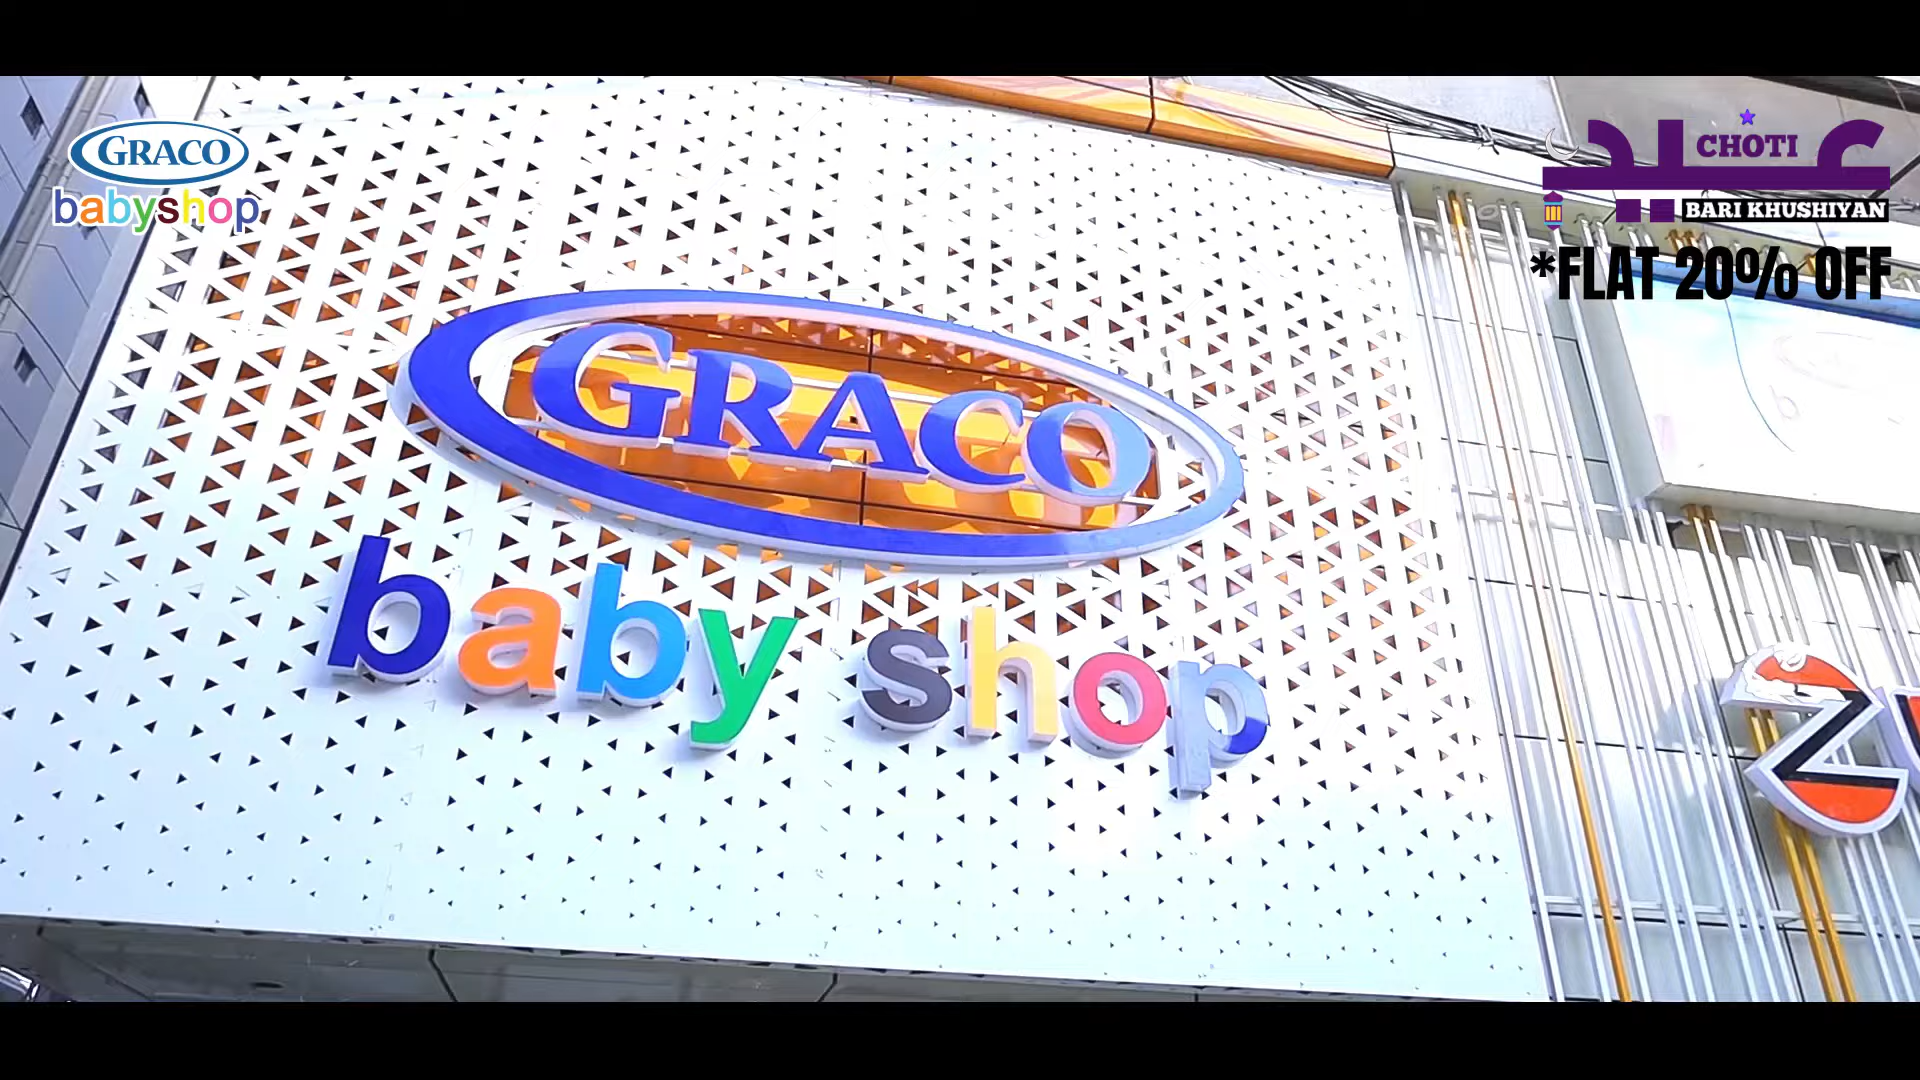 GRACO
babyshop
عید
CHOTI
BARI KHUSHIYAN
*FLAT 20% OFF
GRACO
baby shop